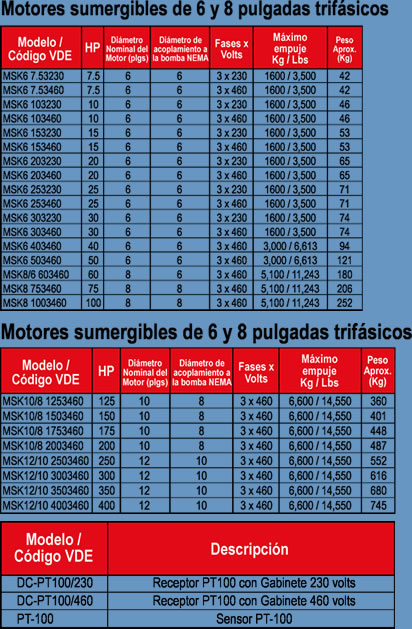 Motores sumergibles de 6 y 8 pulgadas trifásicos
Modelo / Código VDE HP Diámetro Nominal del Motor (plgs) Diámetro de acoplamiento a la bomba NEMA Fases x Volts Máximo empuje Kg / Lbs Peso Aprox. (Kg)
MSK6 7.53230 7.5 6 6 3 x 230 1600 / 3,500 42
MSK6 7.53460 7.5 6 6 3 x 460 1600 / 3,500 42
MSK6 103230 10 6 6 3 x 230 1600 / 3,500 46
MSK6 103460 10 6 6 3 x 460 1600 / 3,500 46
MSK6 153230 15 6 6 3 x 230 1600 / 3,500 53
MSK6 153460 15 6 6 3 x 460 1600 / 3,500 53
MSK6 203230 20 6 6 3 x 230 1600 / 3,500 65
MSK6 203460 20 6 6 3 x 460 1600 / 3,500 65
MSK6 253230 25 6 6 3 x 230 1600 / 3,500 71
MSK6 253460 25 6 6 3 x 460 1600 / 3,500 71
MSK6 303230 30 6 6 3 x 230 1600 / 3,500 74
MSK6 303460 30 6 6 3 x 460 1600 / 3,500 74
MSK6 403460 40 6 6 3 x 460 3,000 / 6,613 94
MSK6 503460 50 6 6 3 x 460 3,000 / 6,613 121
MSK8/6 603460 60 8 3 x 460 5,100 / 11,243 180
MSK8 753460 75 8 8 3 x 460 5,100 / 11,243 206
MSK8 1003460 100 8 8 3 x 460 5,100 / 11,243 252
Motores sumergibles de 6 y 8 pulgadas trifásicos
Modelo / Código VDE HP Diámetro Nominal del Motor (plgs) Diámetro de acoplamiento a la bomba NEMA Fases x Volts Máximo empuje Kg / Lbs Peso Aprox. (Kg)
MSK10/8 1253460 125 10 8 3 x 460 6,600 / 14,550 360
MSK10/8 1503460 150 10 8 3 x 460 6,600 / 14,550 401
MSK10/8 1753460 175 10 8 3 x 460 6,600 / 14,550 448
MSK10/8 2003460 200 10 8 3 x 460 6,600 / 14,550 487
MSK12/10 2503460 250 12 10 3 x 460 6,600 / 14,550 552
MSK12/10 3003460 300 12 10 3 x 460 6,600 / 14,550 616
MSK12/10 3503460 350 12 10 3 x 460 6,600 / 14,550 680
MSK12/10 4003460 400 12 10 3 x 460 6,600 / 14,550 745
Modelo / Código VDE Descripción
DC-PT100/230 Receptor PT100 con Gabinete 230 volts
DC-PT100/460 Receptor PT100 con Gabinete 460 volts
PT-100 Sensor PT-100